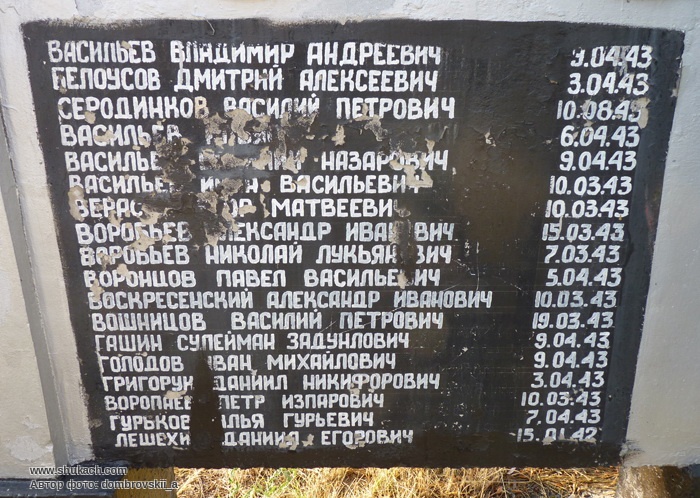 ВАСИЛЬЕВ ВЛАДИМИР АНДРЕЕВИЧ 9.04.43
БЕЛОУСОВ ДМИТРИЙ АЛЕКСЕЕВИЧ 3.04.43
СЕРОДИНКОВ ВАСИЛИЙ ПЕТРОВИЧ 10.08.43
ВАСИЛЬЕВ 6.04.43
НАЗАРОВИЧ 9.04.43
ВАСИЛЬЕВИЧ 10.03.43
МАТВЕЕВИЧ 10.03.43
ВОРОБЬЕВ АЛЕКСАНДР ИВАНОВИЧ 15.03.43
ВОРОБЬЕВ НИКОЛАЙ ЛУКЬЯНОВИЧ 7.03.43
ВОРОНЦОВ ПАВЕЛ ВАСИЛЬЕВИЧ 5.04.43
ВОСКРЕСЕНСКИЙ АЛЕКСАНДР ИВАНОВИЧ 10.03.43
ВОШНИЦОВ ВАСИЛИЙ ПЕТРОВИЧ 19.03.43
ГАШИН СУЛЕЙМАН ЗАДУНЛОВИЧ 9.04.43
ГОЛОДОВ ИВАН МИХАЙЛОВИЧ 9.04.43
ГРИГОРУК ДАНИИЛ НИКИФОРОВИЧ 3.04.43
ВОРОПАЕВ ПЕТР ИЗПАРОВИЧ 10.03.43
ГУРЬКОВ ИЛЬЯ ГУРЬЕВИЧ 7.04.43
ДАНИИЛ ЕГОРОВИЧ 15.01.42
www.shukach.com
Автор фото: dombrovskii_a